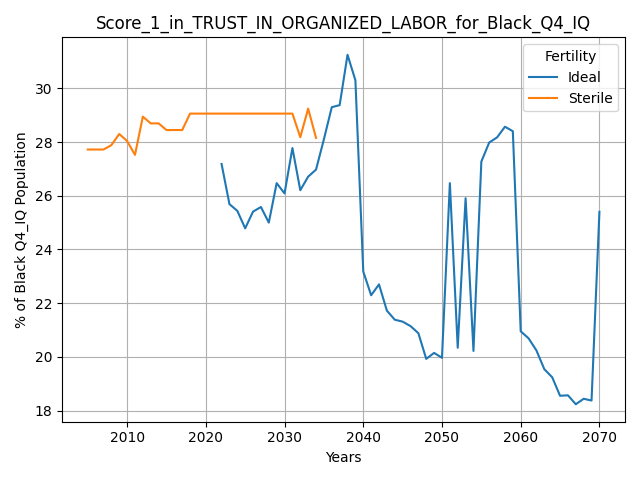 Score_1_in_TRUST_IN_ORGANIZED_LABOR_for_Black_Q4_IQ
Fertility
Ideal
Sterile
% of Black Q4_IQ Population
30
28
26
24
22
20
18
2010 2020 2030 2040 2050 2060 2070
Years